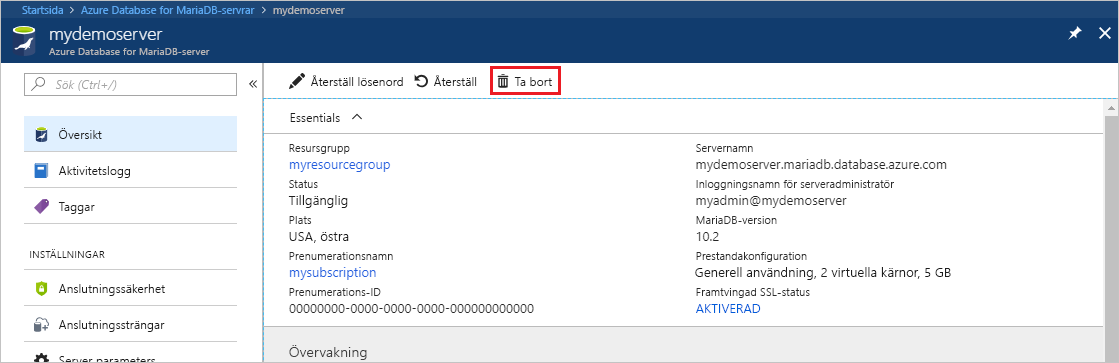 Startsida > Azure Database for MariaDB-servrar > mydemoserver
mydemoserver
Azure Database for MariaDB-server
Sök (Ctrl+/)
«
Översikt
Aktivitetslogg
Taggar
INSTÄLLNINGAR
Anslutningssäkerhet
Anslutningssträngar
Server parameters
Återställ lösenord Återställ Ta bort
Essentials
Resursgrupp
myresourcegroup
Status
Tillgänglig
Plats
USA, östra
Prenumerationsnamn
mysubscription
Prenumerations-ID
00000000-0000-0000-0000-000000000000
Servernamn
mydemoserver.mariadb.database.azure.com
Inloggningsnamn för serveradministratör
myadmin@mydemoserver
MariaDB-version
10.2
Prestandakonfiguration
Generell användning, 2 virtuella kärnor, 5 GB
Framtvingad SSL-status
AKTIVERAD
Övervakning